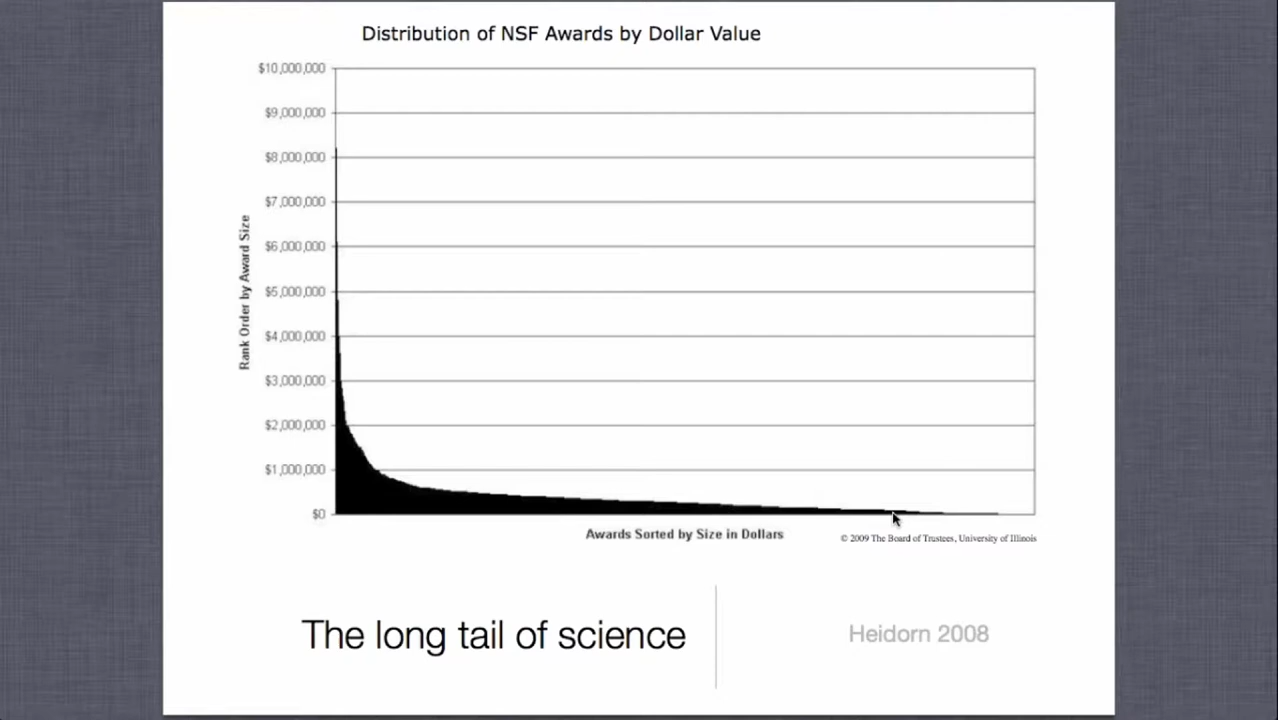 Distribution of NSF Awards by Dollar Value
$10,000,000
$9,000,000
$8,000,000
$7,000,000
$6,000,000
$5,000,000
$4,000,000
$3,000,000
$2,000,000
$1,000,000
$0
Rank Order by Award Size
Awards Sorted by Size in Dollars
© 2009 The Board of Trustees, University of Illinois
The long tail of science
Heidorn 2008